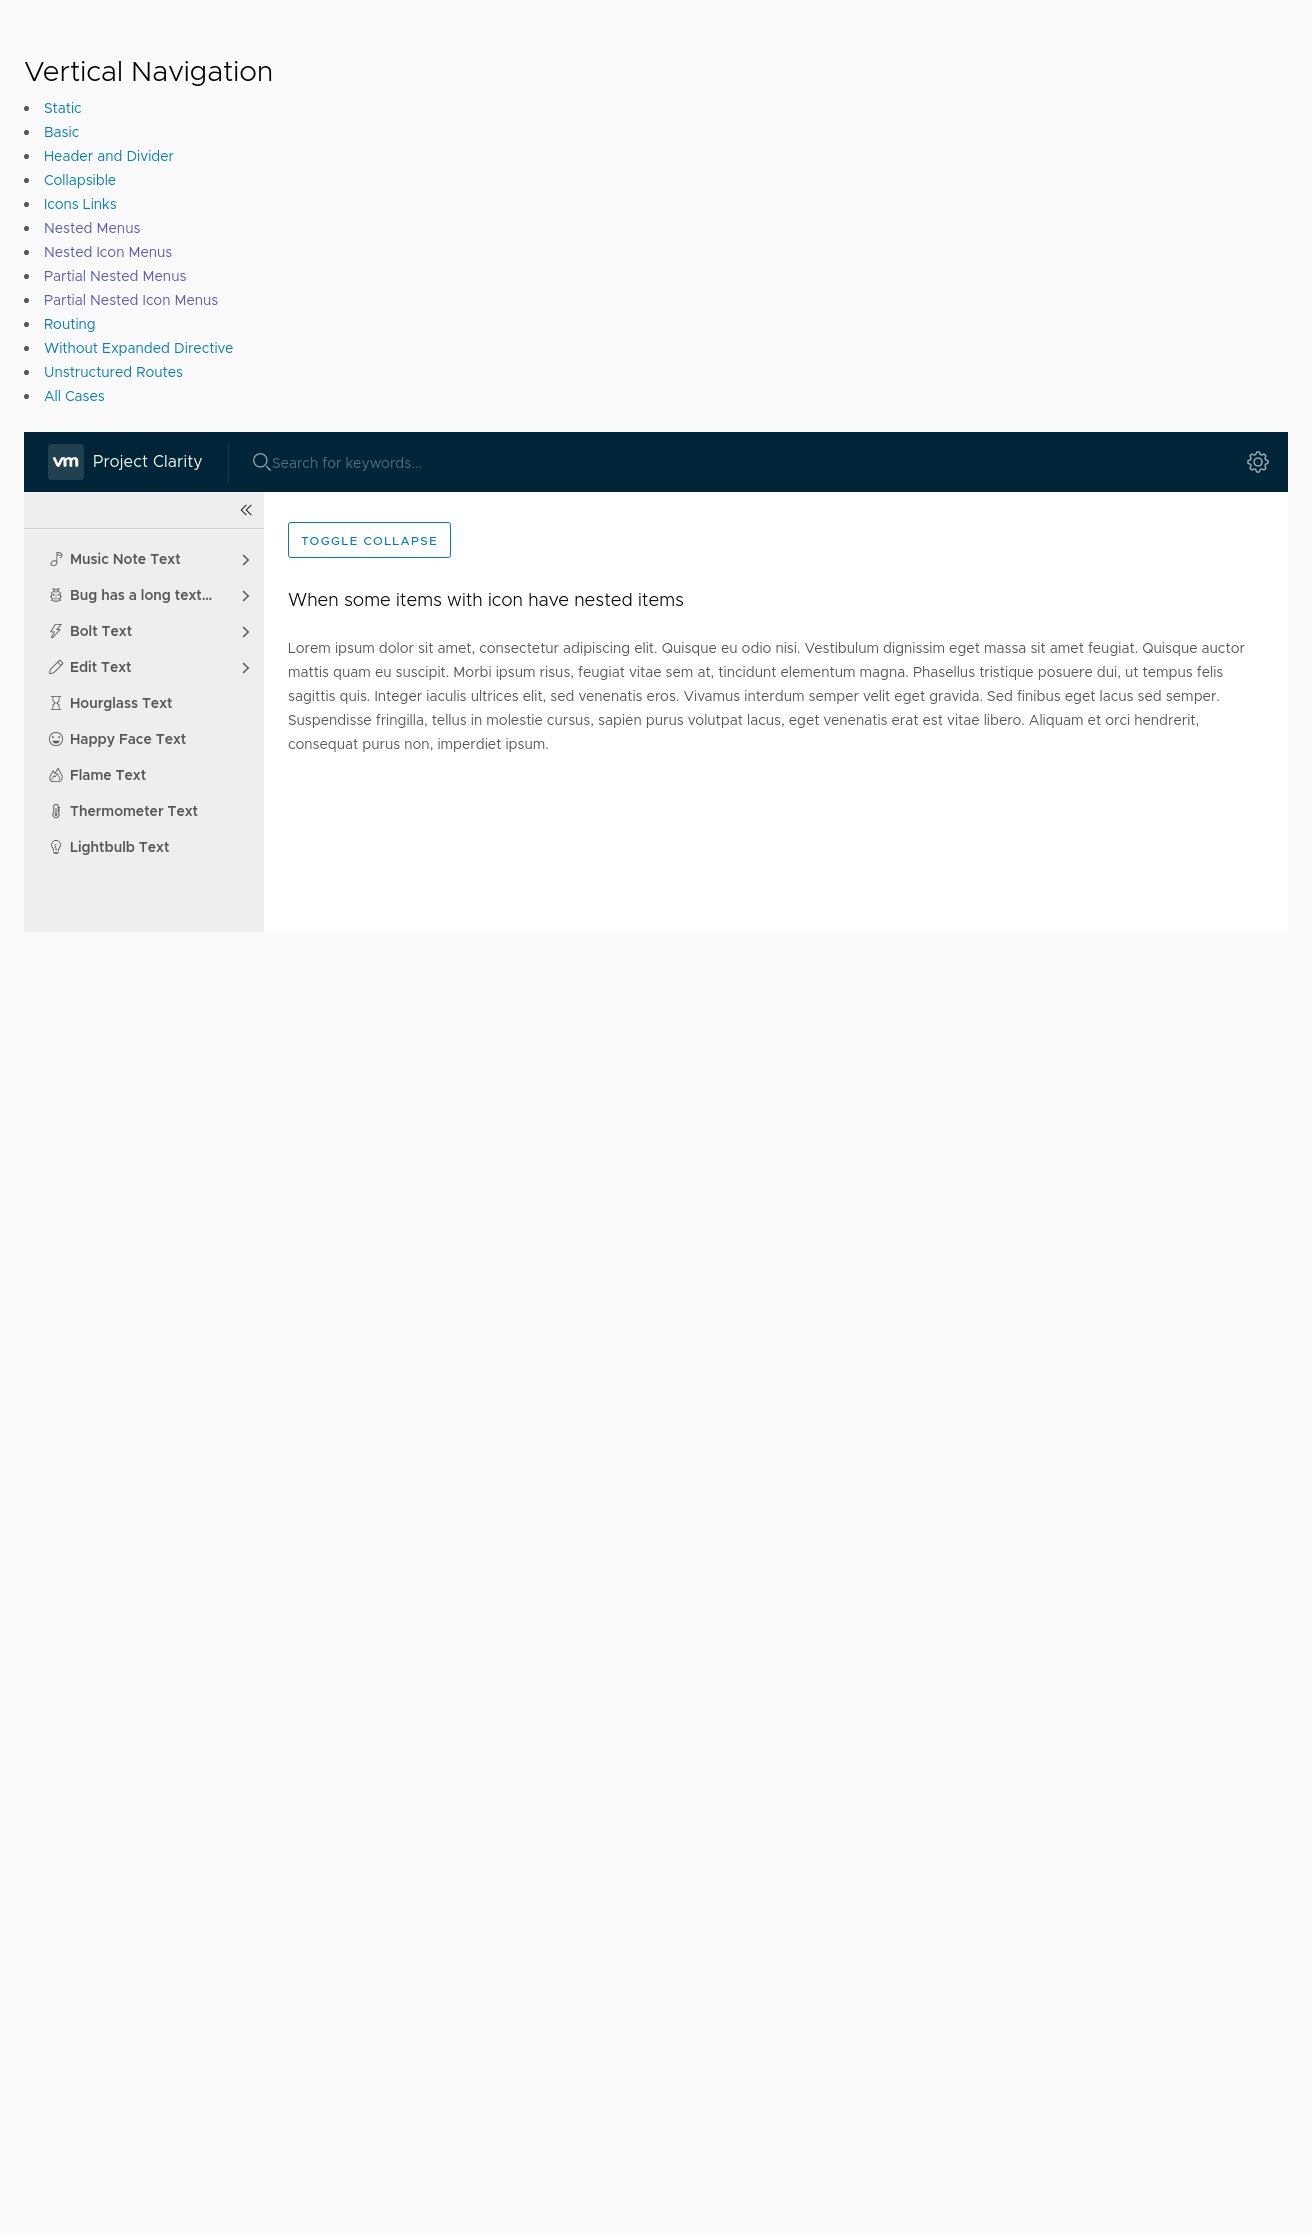 Vertical Navigation
Static
Basic
Header and Divider
Collapsible
Icons Links
Nested Menus
Nested Icon Menus
Partial Nested Menus
Partial Nested Icon Menus
Routing
Without Expanded Directive
Unstructured Routes
All Cases
vm Project Clarity Search for keywords...
TOGGLE COLLAPSE
Music Note Text
Bug has a long text...
Bolt Text
Edit Text
Hourglass Text
Happy Face Text
Flame Text
Thermometer Text
Lightbulb Text
When some items with icon have nested items
Lorem ipsum dolor sit amet, consectetur adipiscing elit. Quisque eu odio nisi. Vestibulum dignissim eget massa sit amet feugiat. Quisque auctor
mattis quam eu suscipit. Morbi ipsum risus, feugiat vitae sem at, tincidunt elementum magna. Phasellus tristique posuere dui, ut tempus felis
sagittis quis. Integer iaculis ultrices elit, sed venenatis eros. Vivamus interdum semper velit eget gravida. Sed finibus eget lacus sed semper.
Suspendisse fringilla, tellus in molestie cursus, sapien purus volutpat lacus, eget venenatis erat est vitae libero. Aliquam et orci hendrerit,
consequat purus non, imperdiet ipsum.